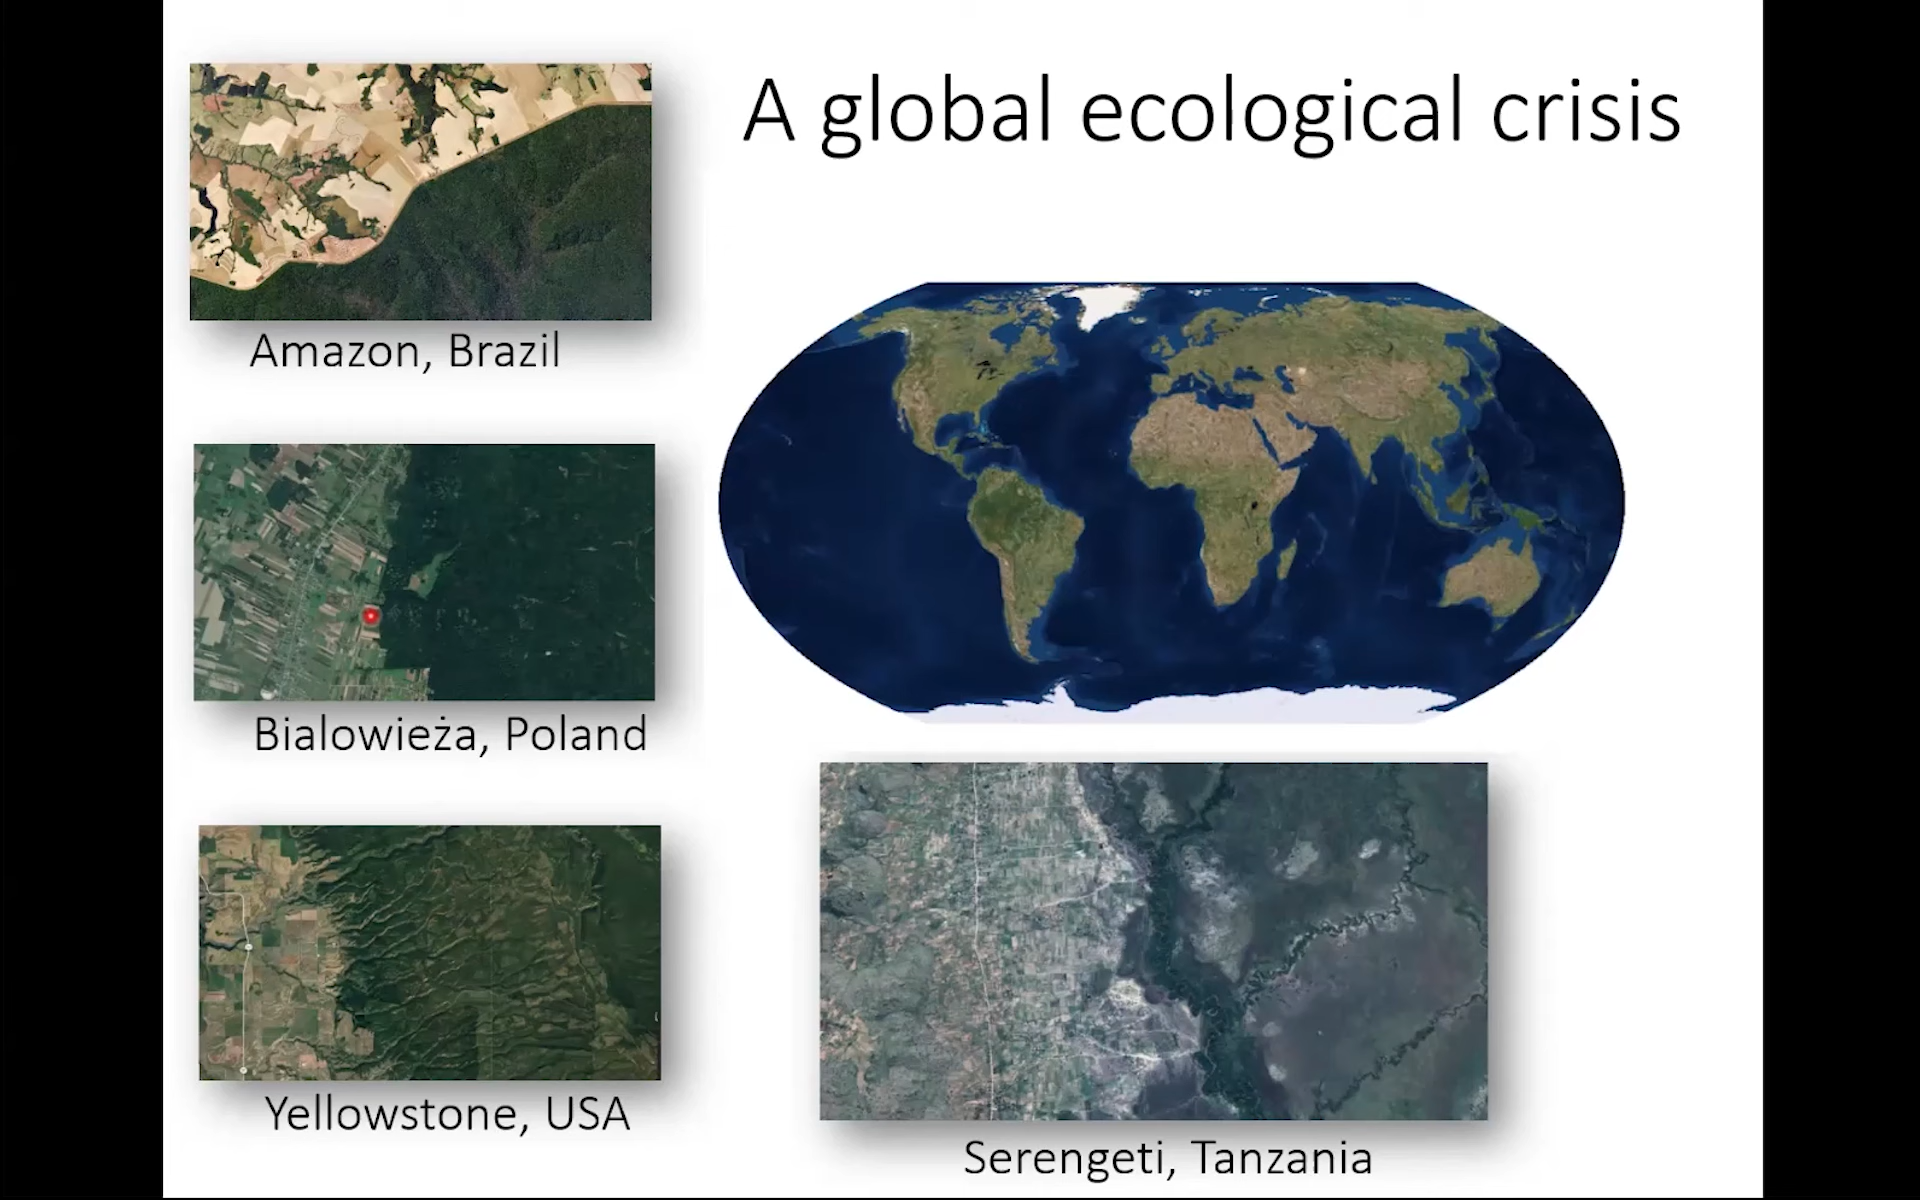 A global ecological crisis
Amazon, Brazil
Bialowieża, Poland
Yellowstone, USA
Serengeti, Tanzania